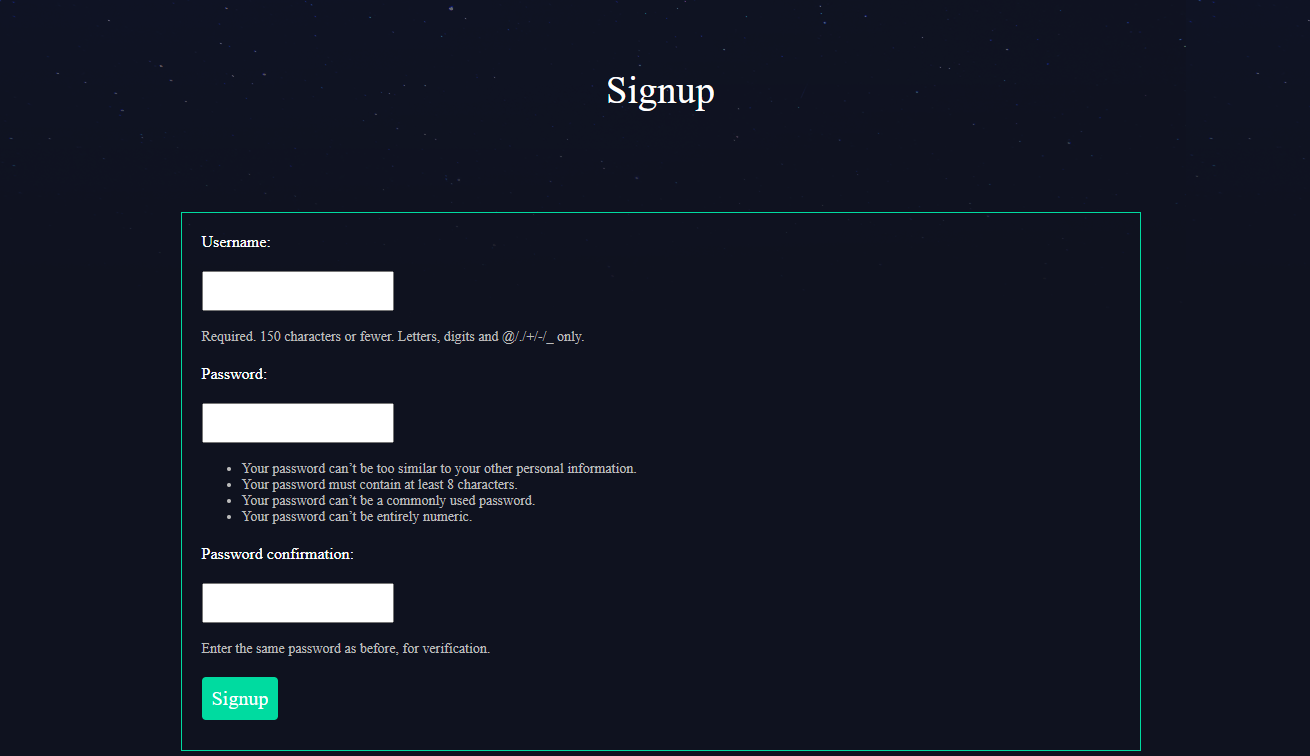 Signup
Username:
Required. 150 characters or fewer. Letters, digits and @/./+/-/_ only.
Password:
• Your password can’t be too similar to your other personal information.
• Your password must contain at least 8 characters.
• Your password can’t be a commonly used password.
• Your password can’t be entirely numeric.
Password confirmation:
Enter the same password as before, for verification.
Signup